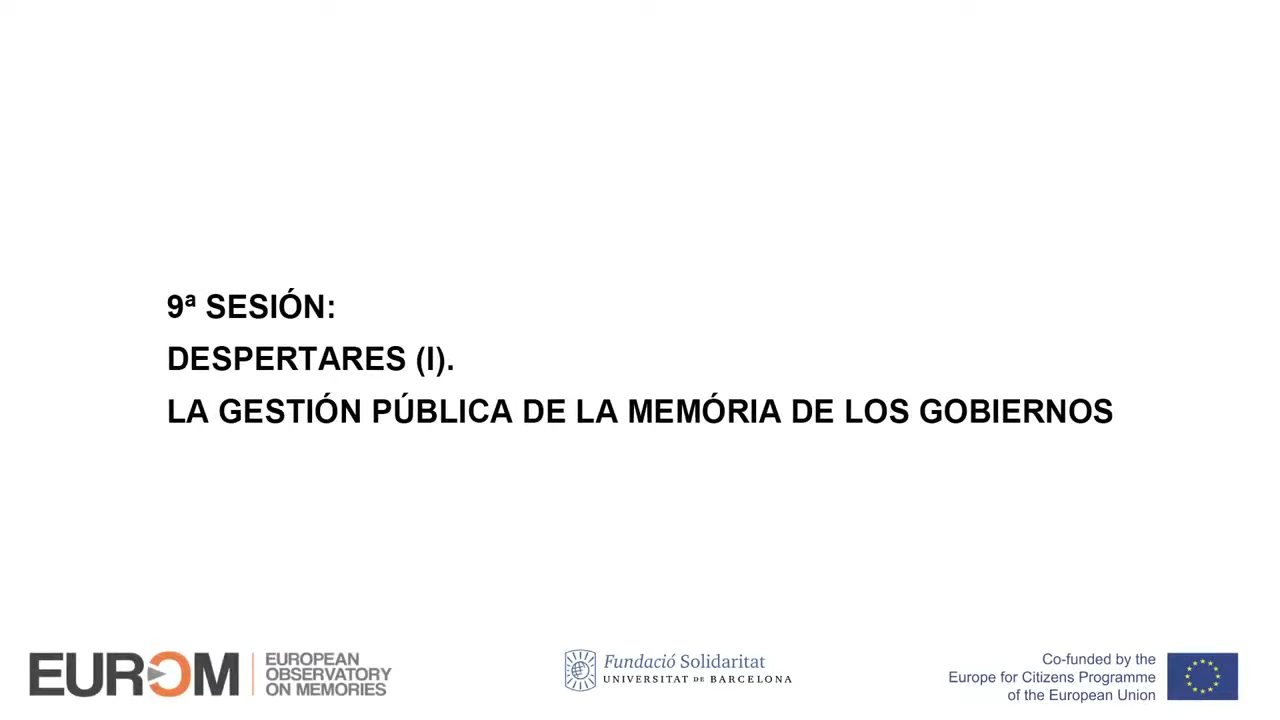 9ª SESIÓN:
DESPERTARES (I).
LA GESTIÓN PÚBLICA DE LA MEMÓRIA DE LOS GOBIERNOS
EUROM
EUROPEAN
OBSERVATORY
ON MEMORIES
Fundació Solidaritat
UNIVERSITAT DE BARCELONA
Co-funded by the
Europe for Citizens Programme
of the European Union